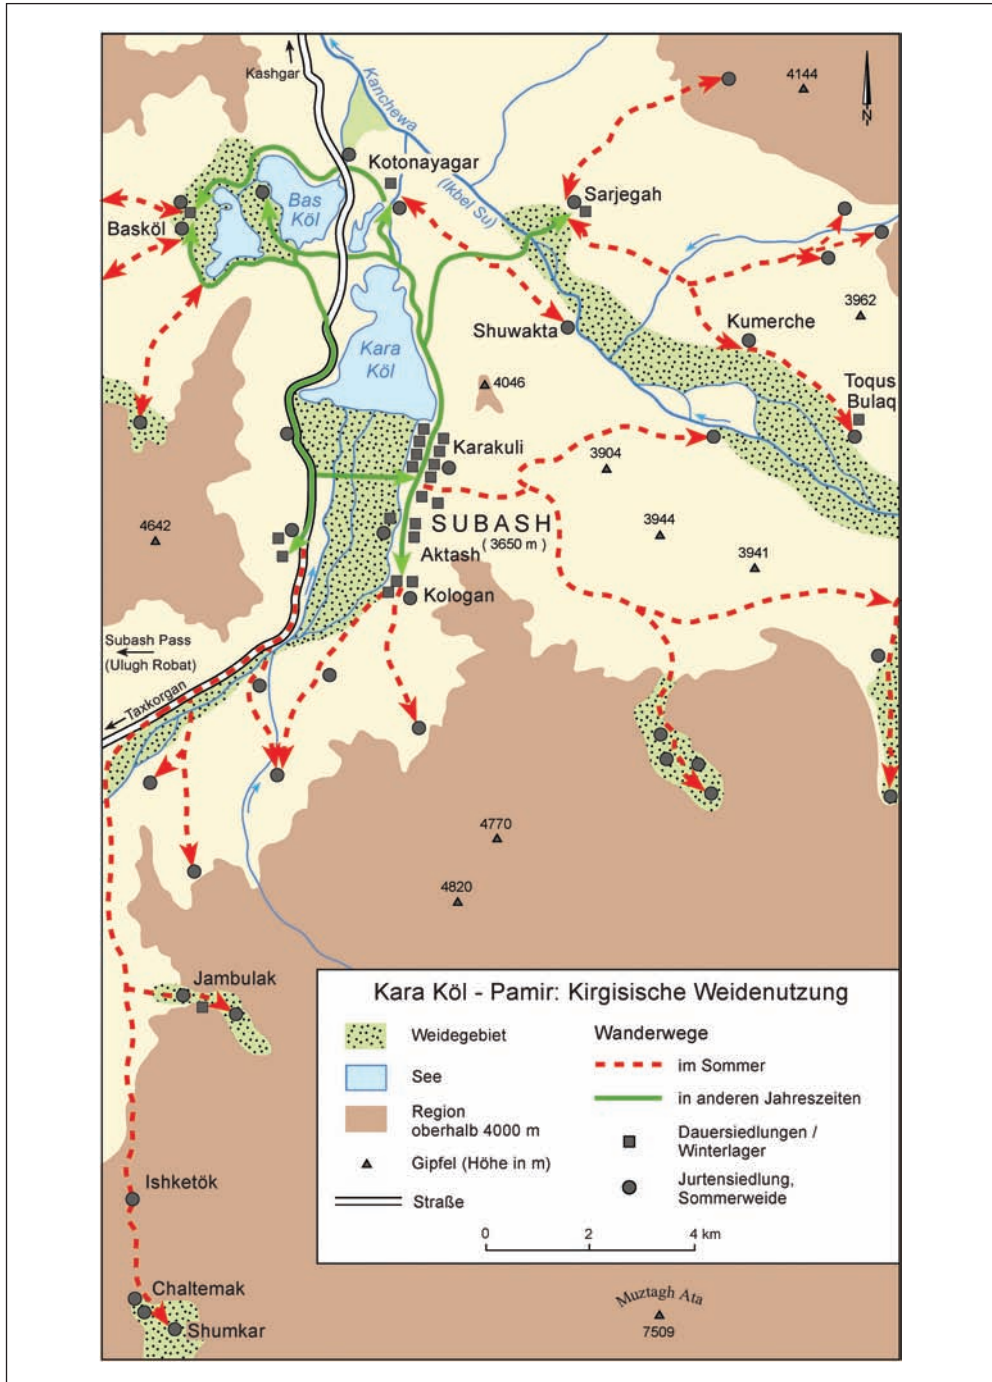 Kashgar
Kanchewa
(Ikbel Su)
4144
N
Kotonayagar
Sarjegah
Bas
Köl
Basköl
3962
Shuwakta
Kumerche
Kara
Köl
4046
Toqus
Bulaq
Karakuli
3904
SUBASH
(3650 m)
3944
4642
Aktash
3941
Kologan
Subash Pass
(Ulugh Robat)
Taxkorgan
4770
4820
Jambulak
Ishketök
Chaltemak
Shumkar
Kara Köl - Pamir: Kirgisische Weidenutzung
Weidegebiet
See
Region
oberhalb 4000 m
Gipfel (Höhe in m)
Straße
Wanderwege
im Sommer
in anderen Jahreszeiten
Dauersiedlungen /
Winterlager
Jurtensiedlung,
Sommerweide
0 2 4 km
Muztagh Ata
7509